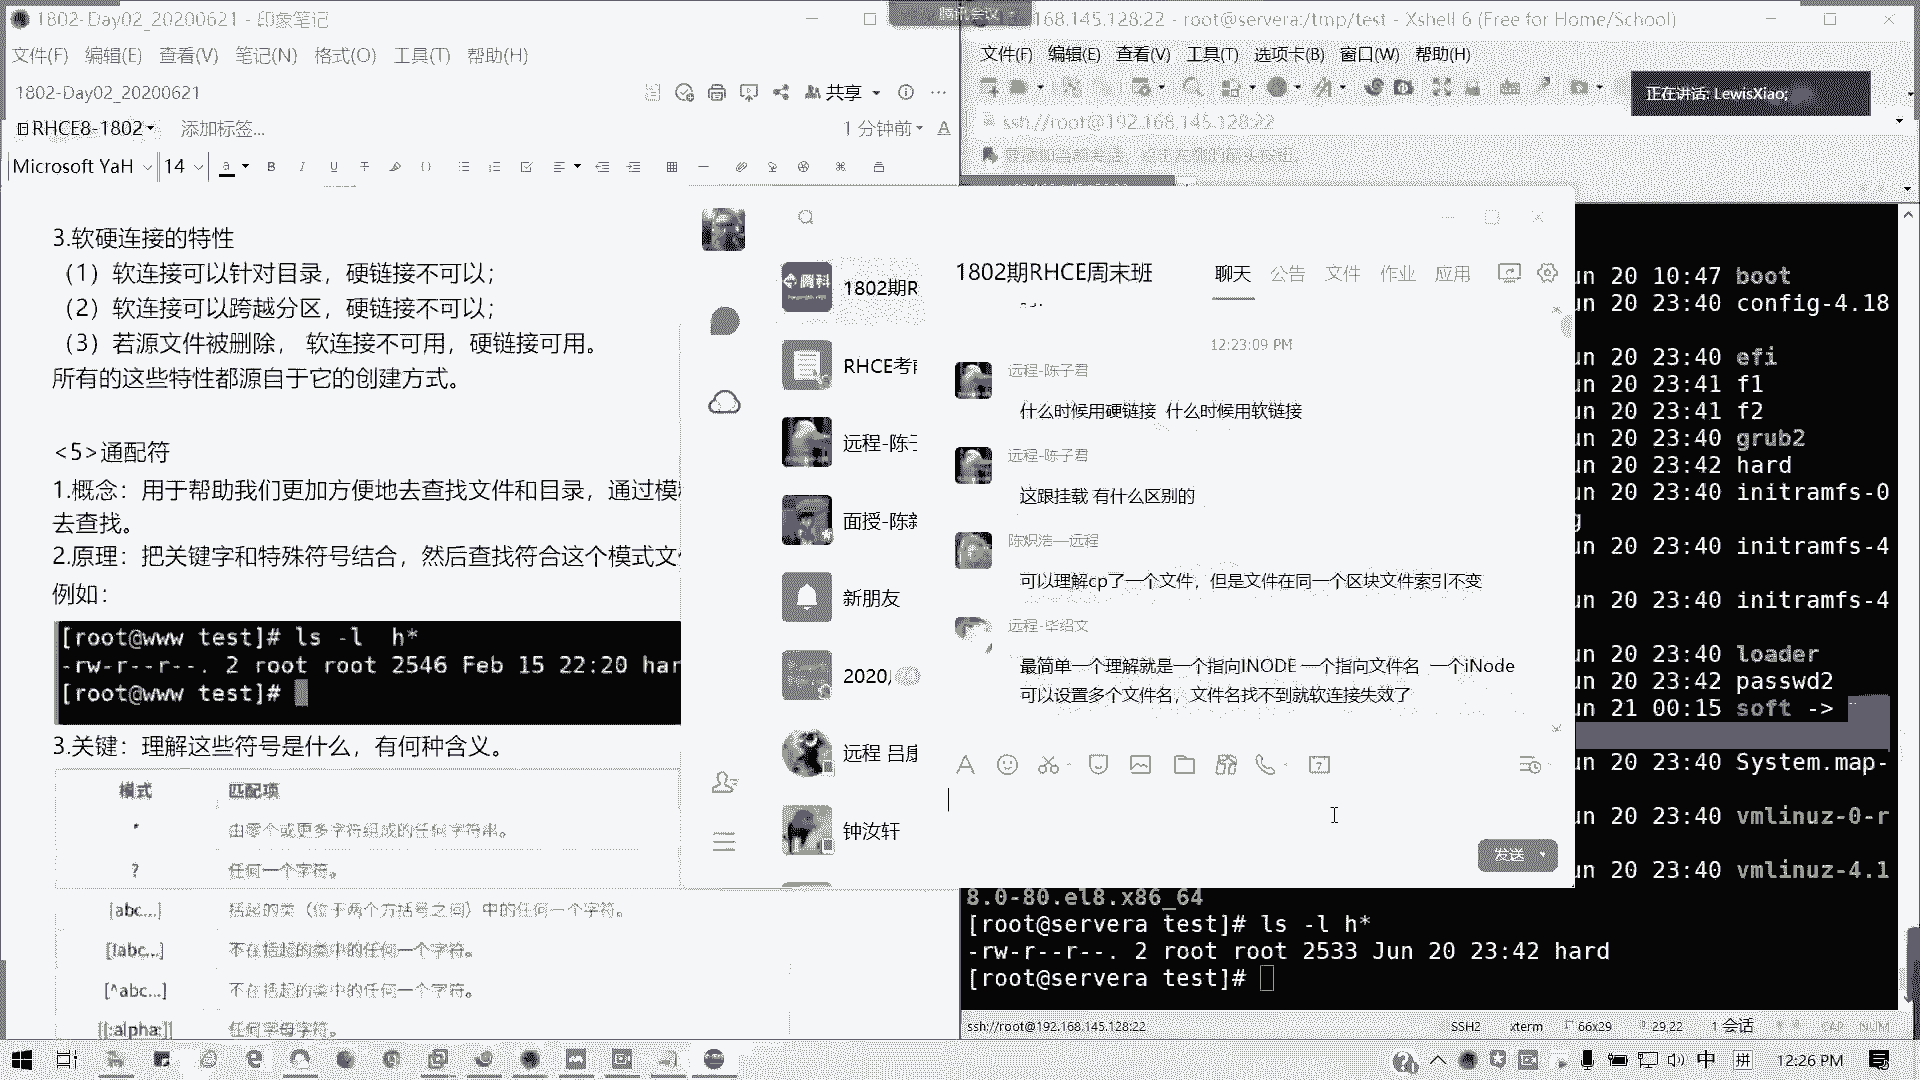 1802-Day02_20200621 - 印象笔记
文件(F) 编辑(E) 查看(V) 笔记(N) 格式(O) 工具(T) 帮助(H)
1802-Day02_20200621
共享
RHCE8-1802
添加标签...
1 分钟前
Microsoft YaH
14
3.软硬连接的特性
（1）软连接可以针对目录，硬链接不可以；
（2）软连接可以跨越分区，硬链接不可以；
（3）若源文件被删除， 软连接不可用，硬链接可用。
所有的这些特性都源自于它的创建方式。
<5>通配符
1.概念：用于帮助我们更加方便地去查找文件和目录，通过模
去查找。
2.原理：把关键字和特殊符号结合，然后查找符合这个模式文
例如：
[root@www test]# ls -l  h*
-rw-r--r--. 2 root root 2546 Feb 15 22:20 har
[root@www test]#
3.关键：理解这些符号是什么，有何种含义。
模式 匹配项
* 由零个或更多字符组成的任何字符串。
? 任何一个字符。
[abc...] 括起的类（位于两个方括号之间）中的任何一个字符。
[!abc...] 不在括起的类中的任何一个字符。
[^abc...] 不在括起的类中的任何一个字符。
[[:alpha:]] 任何字母字符。
腾讯会议
168.145.128:22 - root@servera:/tmp/test - Xshell 6 (Free for Home/School)
文件(F) 编辑(E) 查看(V) 工具(T) 选项卡(B) 窗口(W) 帮助(H)
正在讲话: LewisXiao;
ssh://root@192.168.145.128:22
1802期R
RHCE考
远程-陈
面授-陈
新朋友
2020
远程 吕
钟汝轩
1802期RHCE周末班
聊天 公告 文件 作业 应用
12:23:09 PM
远程-陈子君
什么时候用硬链接 什么时候用软链接
远程-陈子君
这跟挂载 有什么区别的
陈炽浩—远程
可以理解cp了一个文件，但是文件在同一个区块文件索引不变
远程-毕绍文
最简单一个理解就是一个指向INODE 一个指向文件名 一个iNode
可以设置多个文件名，文件名找不到就软连接失效了
发送
un 20 10:47 boot
un 20 23:40 config-4.18
un 20 23:40 efi
un 20 23:41 f1
un 20 23:41 f2
un 20 23:40 grub2
un 20 23:42 hard
un 20 23:40 initramfs-0
g
un 20 23:40 initramfs-4
un 20 23:40 initramfs-4
un 20 23:40 loader
un 20 23:42 passwd2
un 21 00:15 soft ->
un 20 23:40 System.map-
un 20 23:40 vmlinuz-0-r
un 20 23:40 vmlinuz-4.1
8.0-80.el8.x86_64
[root@servera test]# ls -l h*
-rw-r--r--. 2 root root 2533 Jun 20 23:42 hard
[root@servera test]#
ssh://root@192.168.145.128:22
SSH2 xterm 66x29 29,22 1 会话 CAP NUM
中 拼 12:26 PM